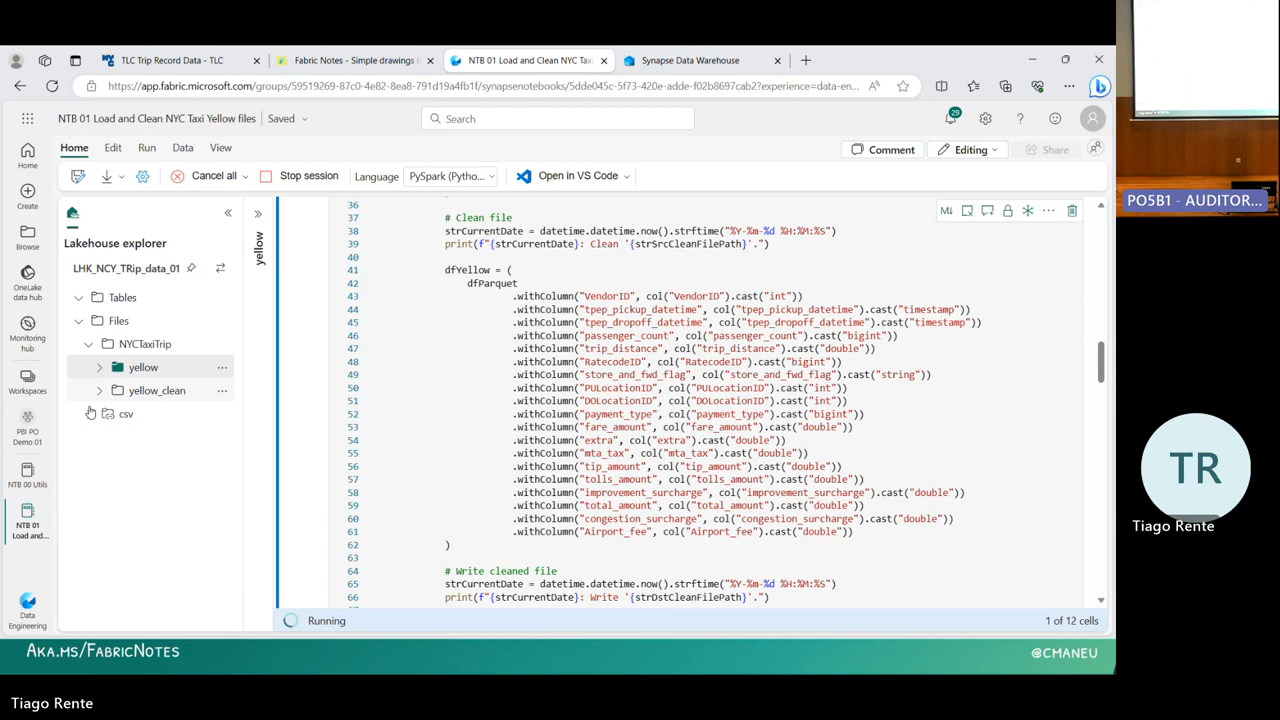 TLC Trip Record Data - TLC
Fabric Notes - Simple drawings
NTB 01 Load and Clean NYC Taxi
Synapse Data Warehouse
https://app.fabric.microsoft.com/groups/59519269-87c0-4e82-8ea8-791d19a4fb1f/synapsenotebooks/5dde045c-5f73-420e-adde-f02b8697cab2?experience=data-en...
NTB 01 Load and Clean NYC Taxi Yellow files
Saved
Search
29
Home Edit Run Data View
Comment
Editing
Share
Cancel all
Stop session
Language
PySpark (Pytho...
Open in VS Code
Home
Create
Browse
OneLake
data hub
Monitoring
hub
Workspaces
PBI PO
Demo 01
NTB 00 Utils
NTB 01
Load and...
Data
Engineering
Lakehouse explorer
LHK_NCY_TRip_data_01
Tables
Files
NYCTaxiTrip
yellow
yellow_clean
csv
yellow
36
37 # Clean file
38 strCurrentDate = datetime.datetime.now().strftime("%Y-%m-%d %H:%M:%S")
39 print(f"{strCurrentDate}: Clean '{strSrcCleanFilePath}'.")
40
41 dfYellow = (
42 dfParquet
43 .withColumn("VendorID", col("VendorID").cast("int"))
44 .withColumn("tpep_pickup_datetime", col("tpep_pickup_datetime").cast("timestamp"))
45 .withColumn("tpep_dropoff_datetime", col("tpep_dropoff_datetime").cast("timestamp"))
46 .withColumn("passenger_count", col("passenger_count").cast("bigint"))
47 .withColumn("trip_distance", col("trip_distance").cast("double"))
48 .withColumn("RatecodeID", col("RatecodeID").cast("bigint"))
49 .withColumn("store_and_fwd_flag", col("store_and_fwd_flag").cast("string"))
50 .withColumn("PULocationID", col("PULocationID").cast("int"))
51 .withColumn("DOLocationID", col("DOLocationID").cast("int"))
52 .withColumn("payment_type", col("payment_type").cast("bigint"))
53 .withColumn("fare_amount", col("fare_amount").cast("double"))
54 .withColumn("extra", col("extra").cast("double"))
55 .withColumn("mta_tax", col("mta_tax").cast("double"))
56 .withColumn("tip_amount", col("tip_amount").cast("double"))
57 .withColumn("tolls_amount", col("tolls_amount").cast("double"))
58 .withColumn("improvement_surcharge", col("improvement_surcharge").cast("double"))
59 .withColumn("total_amount", col("total_amount").cast("double"))
60 .withColumn("congestion_surcharge", col("congestion_surcharge").cast("double"))
61 .withColumn("Airport_fee", col("Airport_fee").cast("double"))
62 )
63
64 # Write cleaned file
65 strCurrentDate = datetime.datetime.now().strftime("%Y-%m-%d %H:%M:%S")
66 print(f"{strCurrentDate}: Write '{strDstCleanFilePath}'.")
M↓
Running
1 of 12 cells
AKA.MS/FABRICNOTES
@CMANEU
PO5B1 - AUDITOR...
TR
Tiago Rente
Tiago Rente